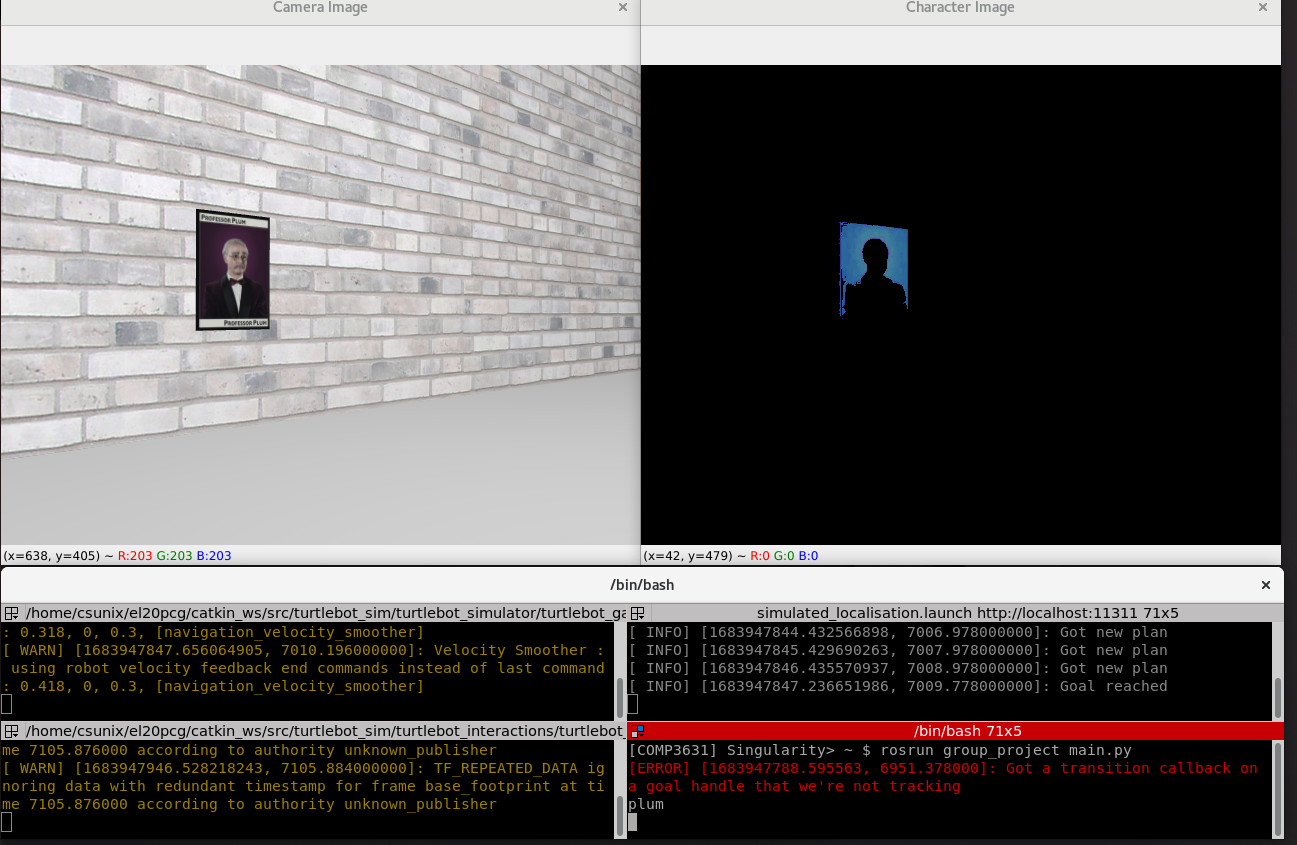 Camera Image ×
Character Image ×
PROFESSOR PLUM
PROFESSOR PLUM
(x=638, y=405) ~ R:203 G:203 B:203
(x=42, y=479) ~ R:0 G:0 B:0
/bin/bash ×
/home/csunix/el20pcg/catkin_ws/src/turtlebot_sim/turtlebot_simulator/turtlebot_ga
: 0.318, 0, 0.3, [navigation_velocity_smoother]
[ WARN] [1683947847.656064905, 7010.196000000]: Velocity Smoother :
using robot velocity feedback end commands instead of last command
: 0.418, 0, 0.3, [navigation_velocity_smoother]
simulated_localisation.launch http://localhost:11311 71x5
[ INFO] [1683947844.432566898, 7006.978000000]: Got new plan
[ INFO] [1683947845.429690263, 7007.978000000]: Got new plan
[ INFO] [1683947846.435570937, 7008.978000000]: Got new plan
[ INFO] [1683947847.236651986, 7009.778000000]: Goal reached
/home/csunix/el20pcg/catkin_ws/src/turtlebot_sim/turtlebot_interactions/turtlebot_
me 7105.876000 according to authority unknown_publisher
[ WARN] [1683947946.528218243, 7105.884000000]: TF_REPEATED_DATA ig
noring data with redundant timestamp for frame base_footprint at ti
me 7105.876000 according to authority unknown_publisher
/bin/bash 71x5
[COMP3631] Singularity> ~ $ rosrun group_project main.py
[ERROR] [1683947788.595563, 6951.378000]: Got a transition callback on
a goal handle that we're not tracking
plum